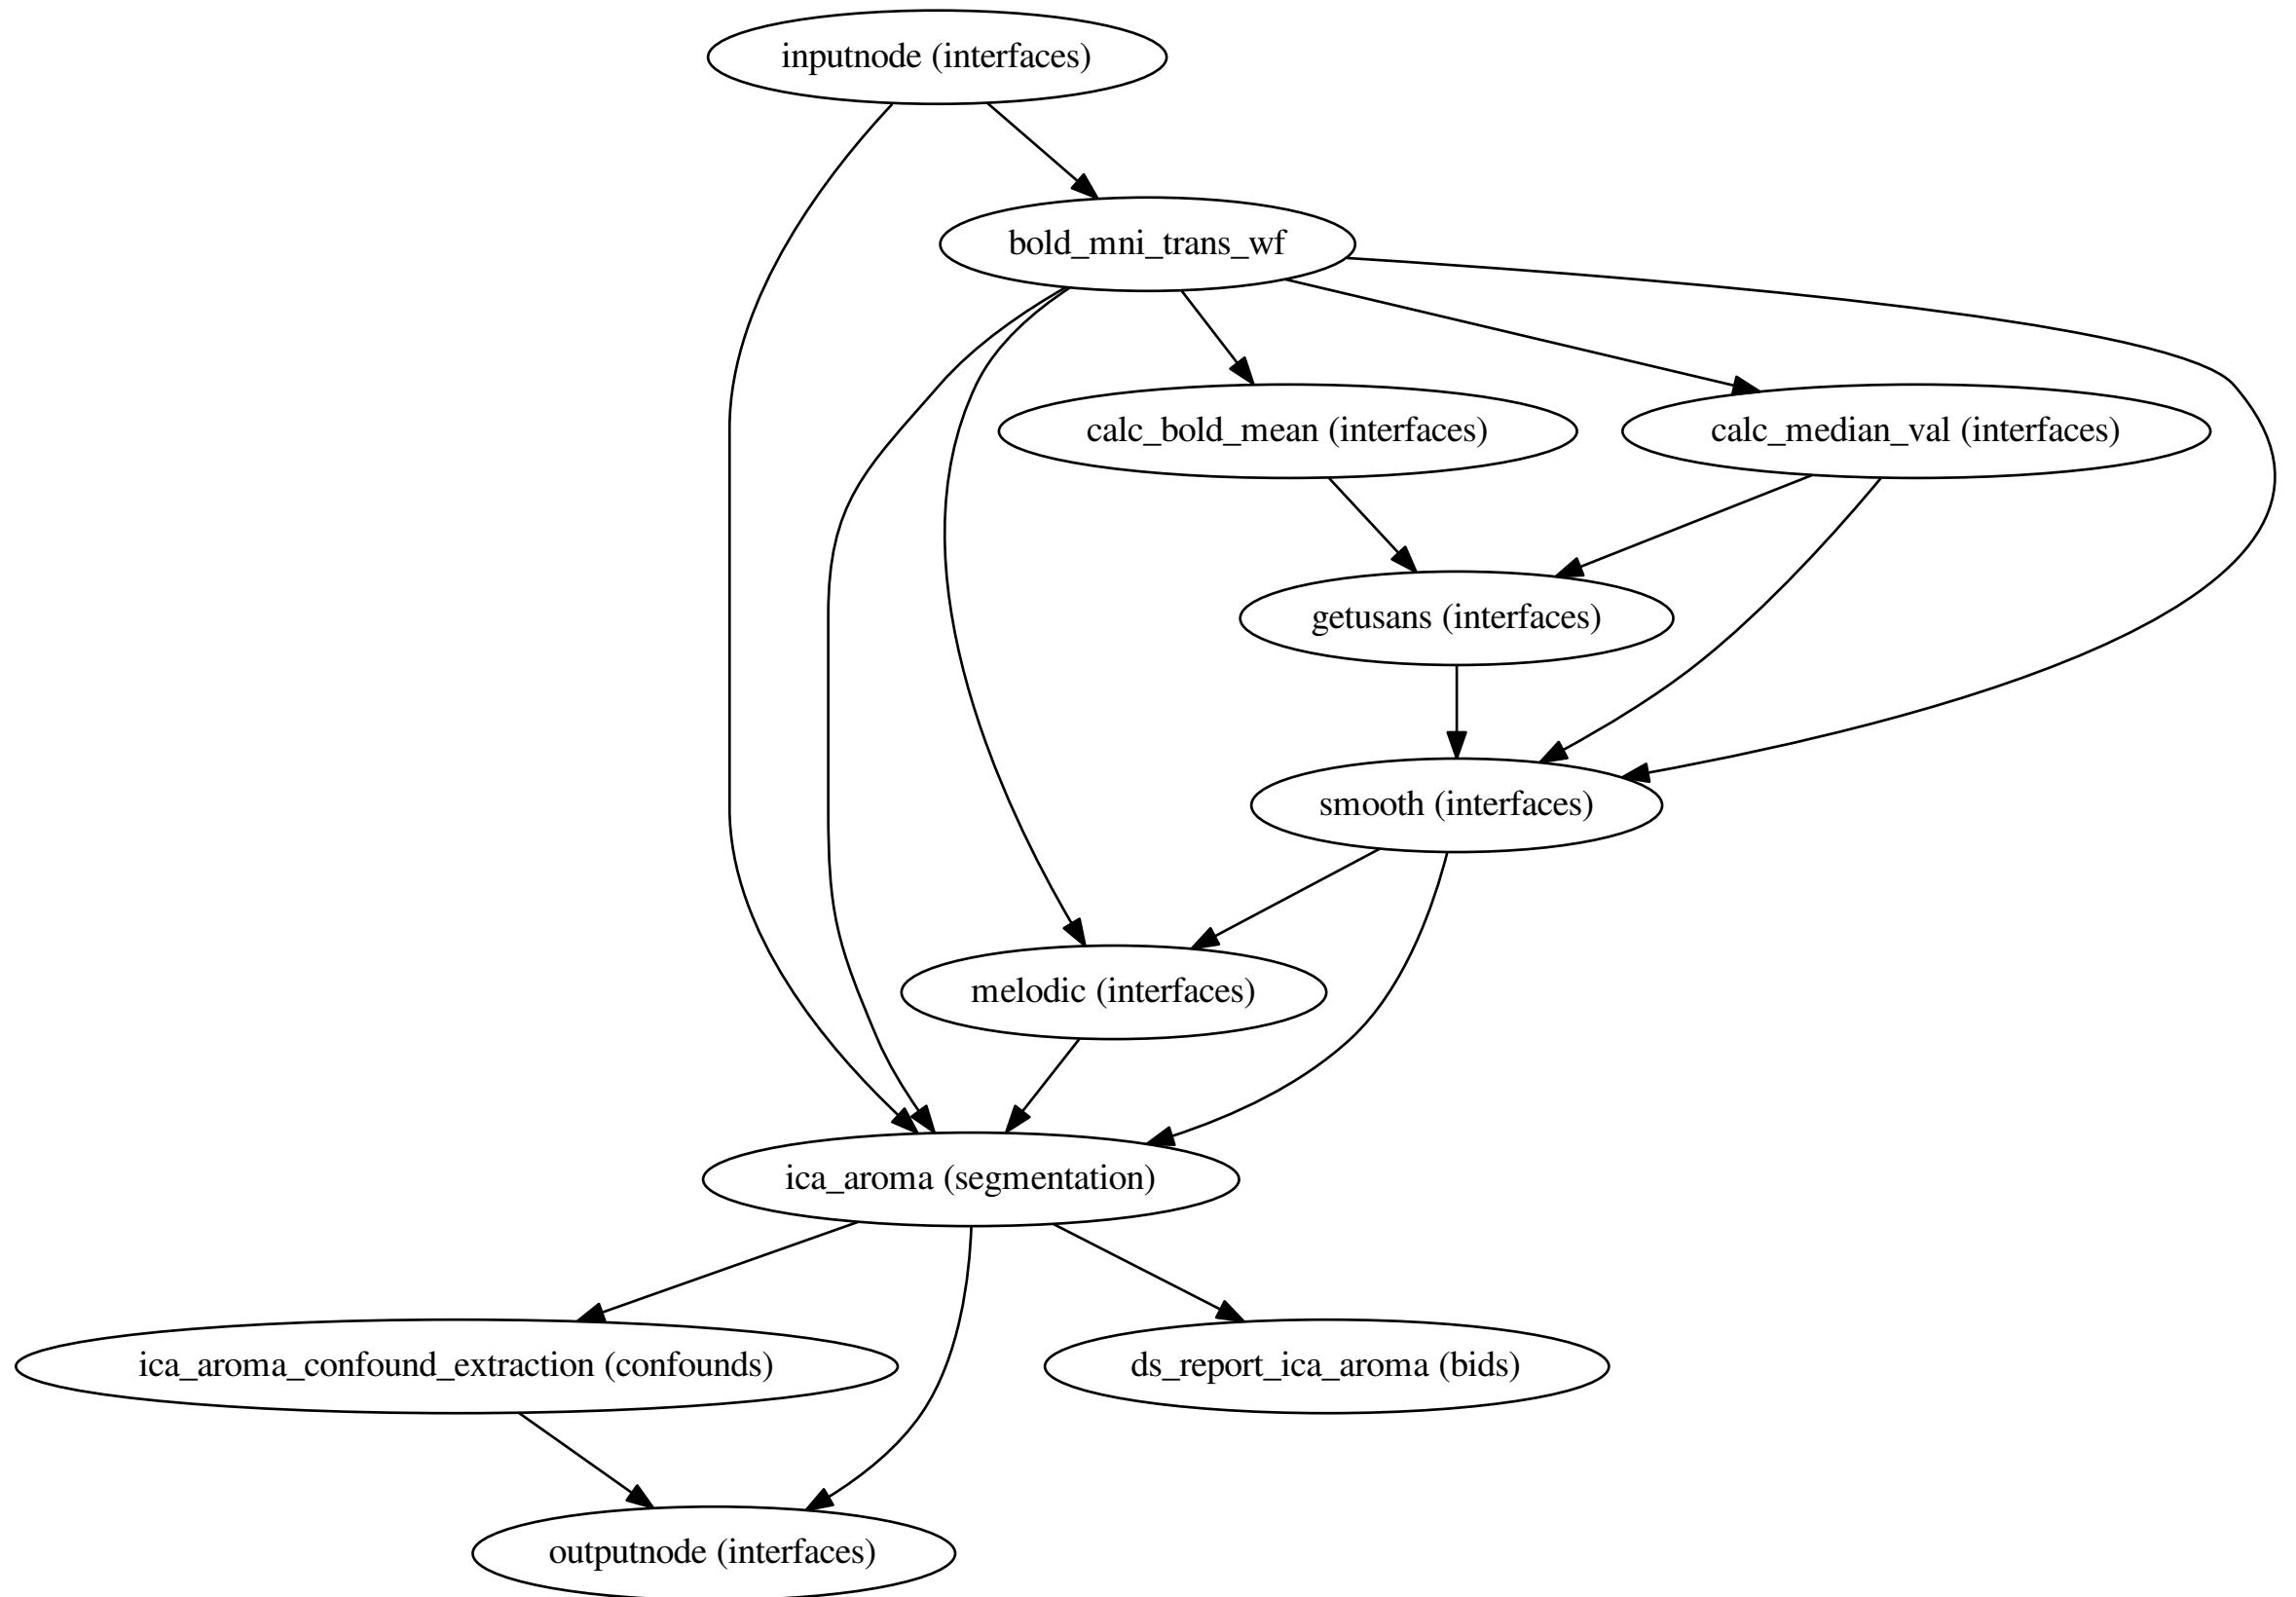 inputnode (interfaces)
bold_mni_trans_wf
calc_bold_mean (interfaces)
calc_median_val (interfaces)
getusans (interfaces)
smooth (interfaces)
melodic (interfaces)
ica_aroma (segmentation)
ica_aroma_confound_extraction (confounds)
ds_report_ica_aroma (bids)
outputnode (interfaces)